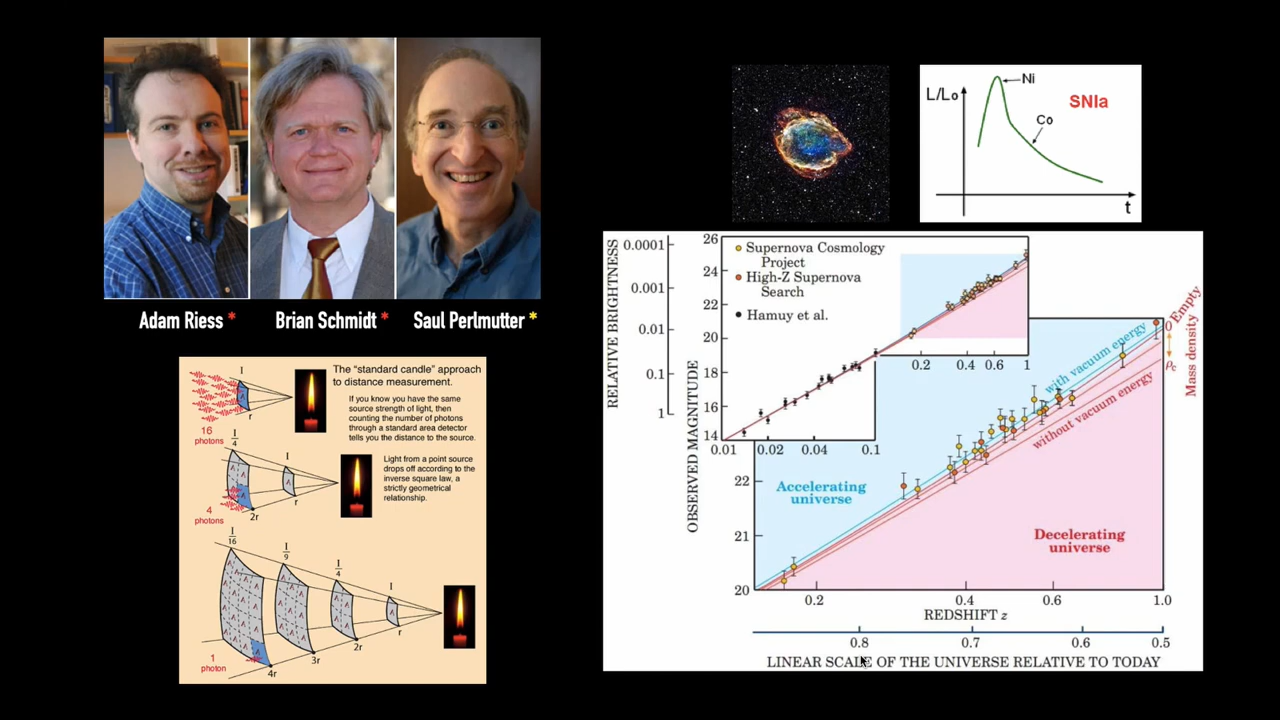 Adam Riess *
Brian Schmidt *
Saul Perlmutter *
The "standard candle" approach
to distance measurement.
If you know you have the same
source strength of light, then
counting the number of photons
through a standard area detector
tells you the distance to the source.
Light from a point source
drops off according to the
inverse square law, a
strictly geometrical
relationship.
I
r
16
photons
I
4
I
r
2r
4
photons
I
16
I
9
I
4
I
r
2r
3r
4r
1
photon
L/Lo
Ni
Co
SNIa
t
RELATIVE BRIGHTNESS
0.0001
0.001
0.01
0.1
1
OBSERVED MAGNITUDE
26
24
22
20
18
16
14
0.01
0.02
0.04
0.1
0.2
0.4
0.6
1
Supernova Cosmology
Project
High-Z Supernova
Search
Hamuy et al.
22
21
20
Accelerating
universe
Decelerating
universe
with vacuum energy
without vacuum energy
Empty
0
ρc
Mass density
0.2
0.4
0.6
1.0
REDSHIFT z
0.8
0.7
0.6
0.5
LINEAR SCALE OF THE UNIVERSE RELATIVE TO TODAY